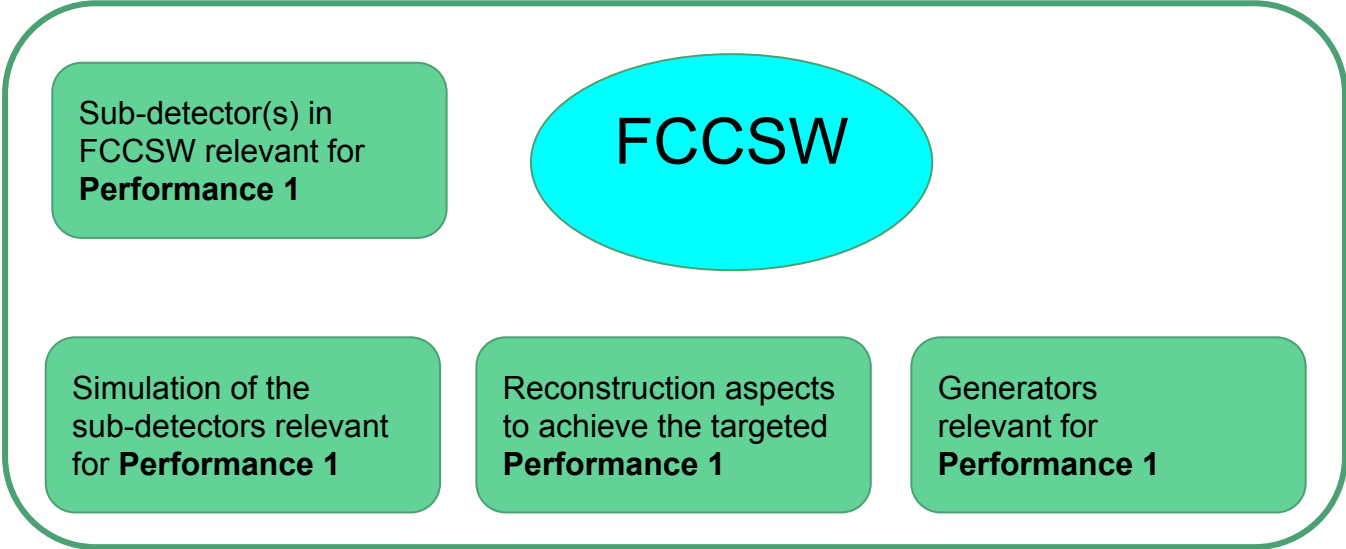 Sub-detector(s) in
FCCSW relevant for
Performance 1
FCCSW
Simulation of the
sub-detectors relevant
for Performance 1
Reconstruction aspects
to achieve the targeted
Performance 1
Generators
relevant for
Performance 1